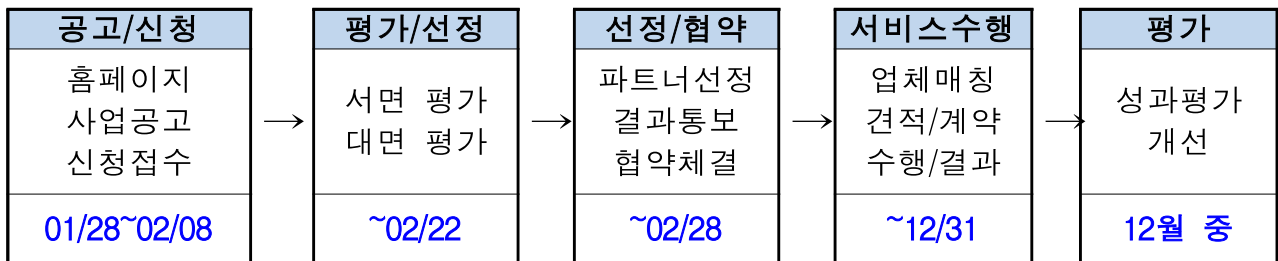 공고/신청
홈페이지
사업공고
신청접수
01/28~02/08
→
평가/선정
서면 평가
대면 평가
~02/22
→
선정/협약
파트너선정
결과통보
협약체결
~02/28
→
서비스수행
업체매칭
견적/계약
수행/결과
~12/31
→
평가
성과평가
개선
12월 중